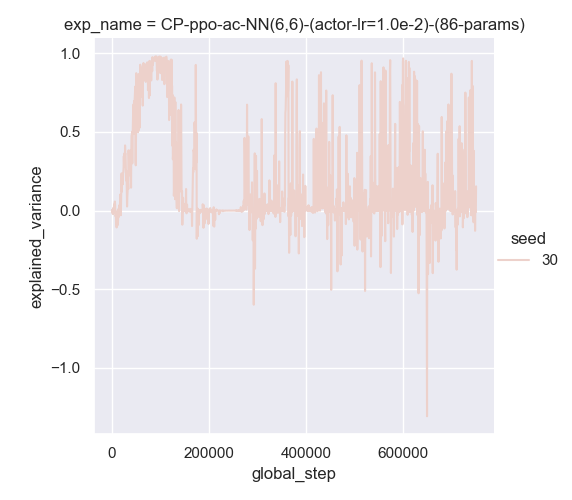 exp_name = CP-ppo-ac-NN(6,6)-(actor-lr=1.0e-2)-(86-params)
1.0
0.5
0.0
−0.5
−1.0
explained_variance
0 200000 400000 600000
global_step
seed
30